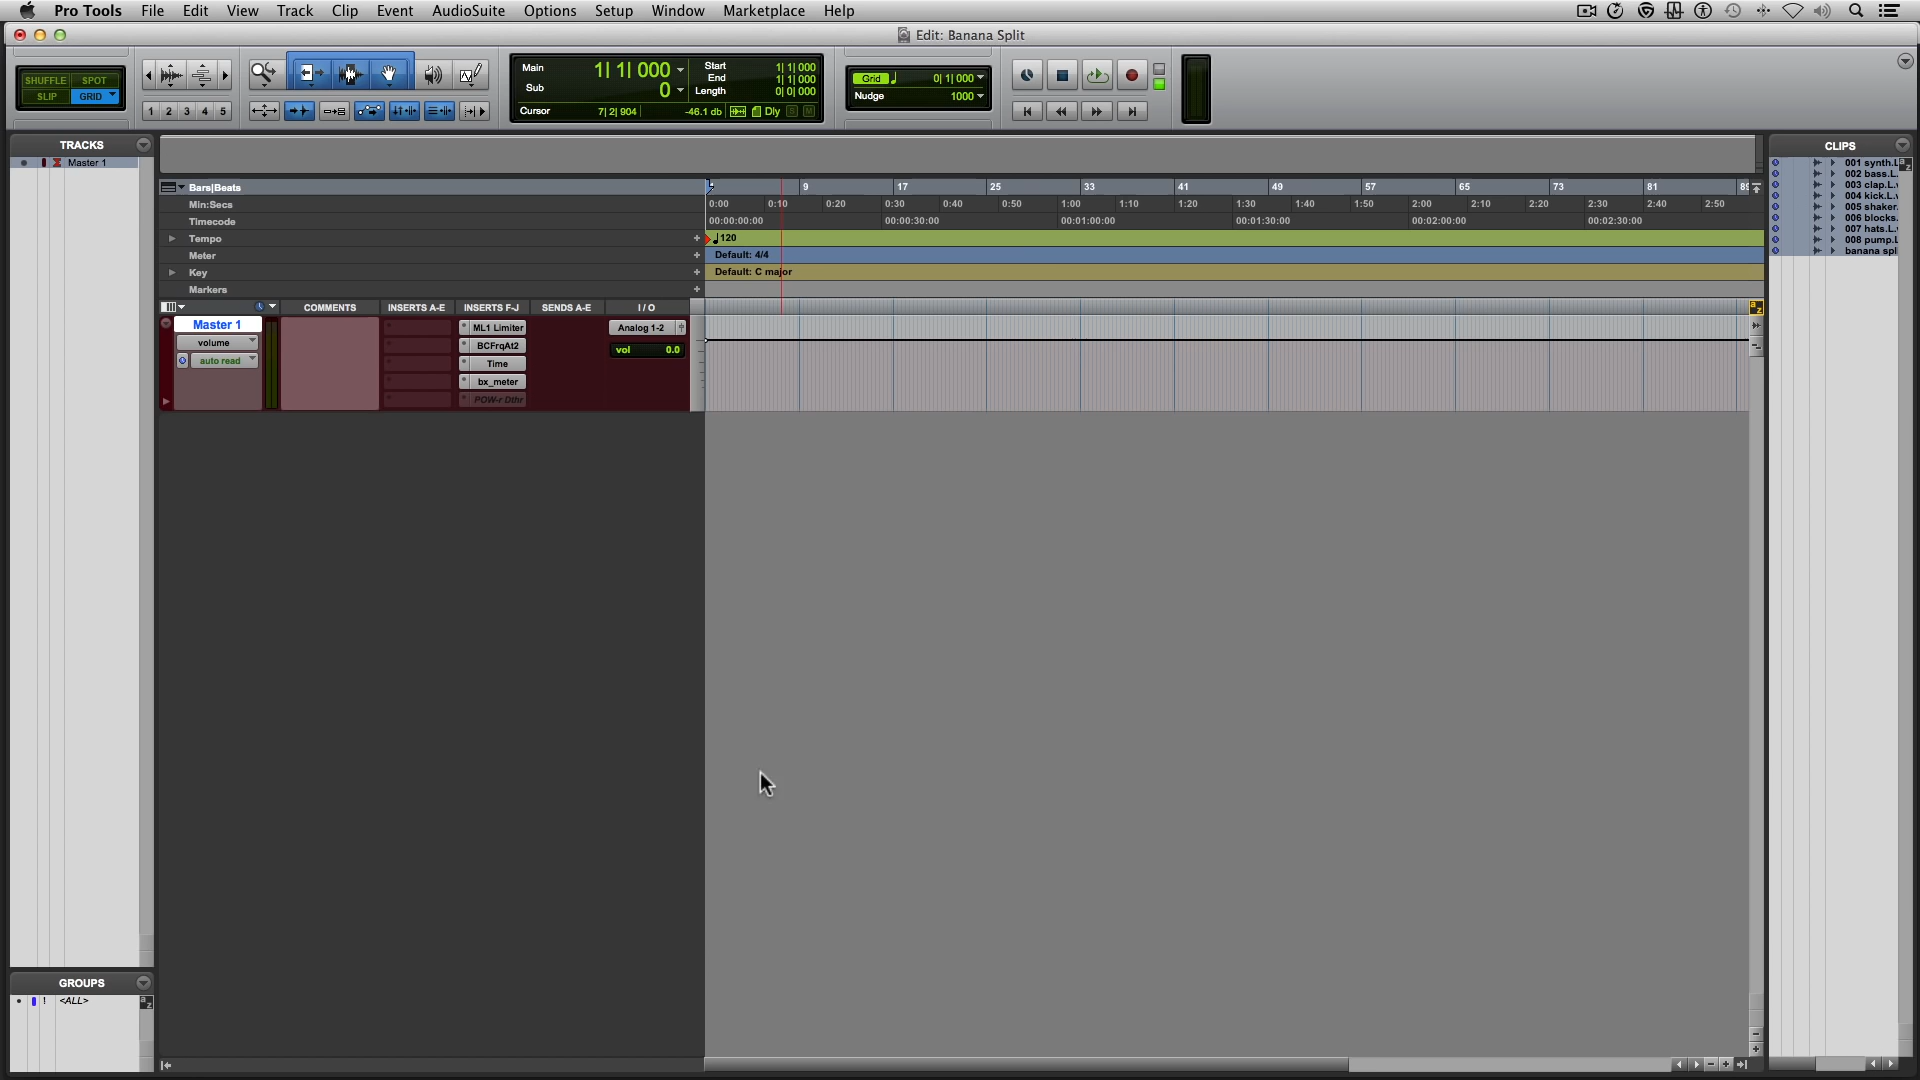 Pro Tools File Edit View Track Clip Event AudioSuite Options Setup Window Marketplace Help
Edit: Banana Split
SHUFFLE SPOT
SLIP GRID
1 2 3 4 5
Main 1| 1| 000
Sub 0
Start 1| 1| 000
End 1| 1| 000
Length 0| 0| 000
Cursor 7| 2| 904 -46.1 db Dly
Grid 0| 1| 000
Nudge 1000
TRACKS
Master 1
CLIPS
001 synth.L
002 bass.L.
003 clap.L.
004 kick.L.
005 shaker
006 blocks.
007 hats.L.
008 pump.L
banana spl
Bars|Beats 9 17 25 33 41 49 57 65 73 81
Min:Secs 0:00 0:10 0:20 0:30 0:40 0:50 1:00 1:10 1:20 1:30 1:40 1:50 2:00 2:10 2:20 2:30 2:40 2:50
Timecode 00:00:00:00 00:00:30:00 00:01:00:00 00:01:30:00 00:02:00:00 00:02:30:00
Tempo 120
Meter Default: 4/4
Key Default: C major
Markers
COMMENTS INSERTS A-E INSERTS F-J SENDS A-E I / O
Master 1
volume
auto read
ML1 Limiter
BCFrqAt2
Time
bx_meter
POW-r Dthr
Analog 1-2
vol 0.0
GROUPS
! <ALL>